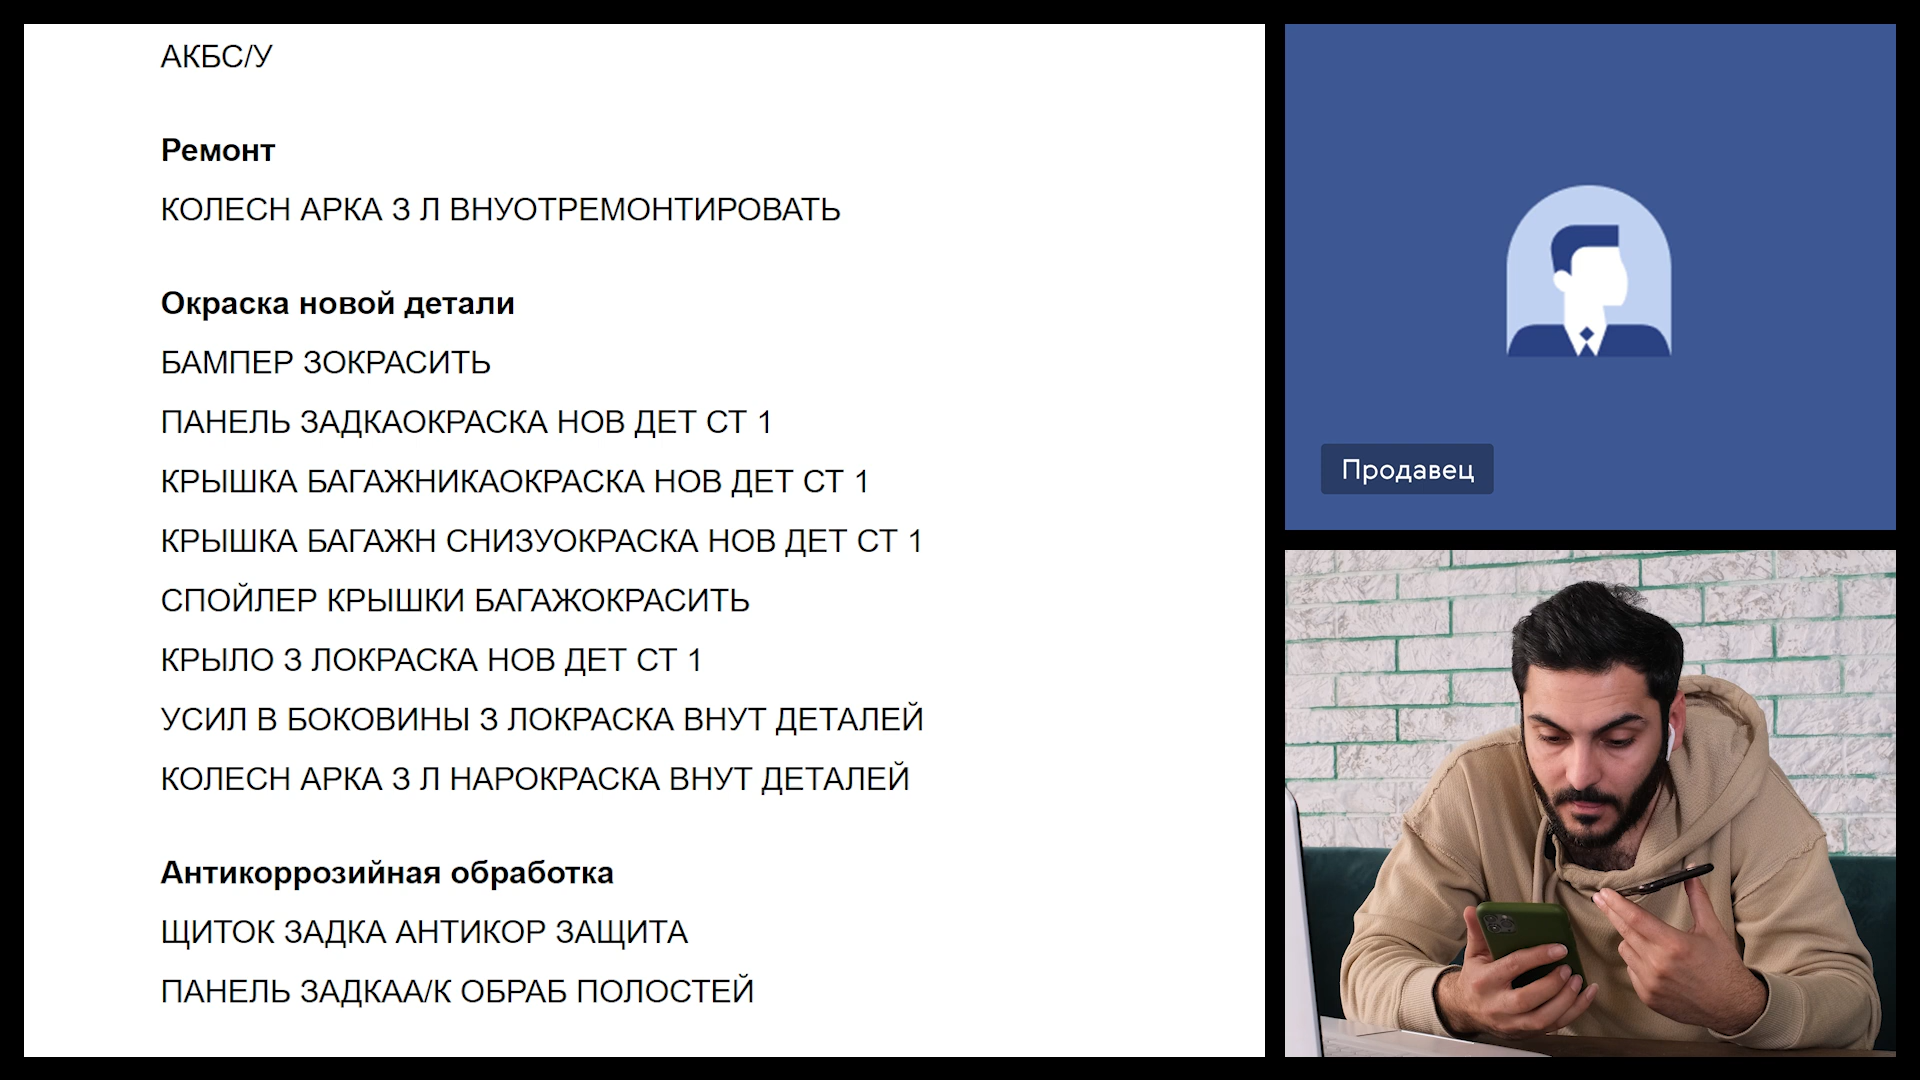 АКБС/У
Ремонт
КОЛЕСН АРКА З Л ВНУОТРЕМОНТИРОВАТЬ
Окраска новой детали
БАМПЕР ЗОКРАСИТЬ
ПАНЕЛЬ ЗАДКАОКРАСКА НОВ ДЕТ СТ 1
КРЫШКА БАГАЖНИКАОКРАСКА НОВ ДЕТ СТ 1
КРЫШКА БАГАЖН СНИЗУОКРАСКА НОВ ДЕТ СТ 1
СПОЙЛЕР КРЫШКИ БАГАЖОКРАСИТЬ
КРЫЛО З ЛОКРАСКА НОВ ДЕТ СТ 1
УСИЛ В БОКОВИНЫ З ЛОКРАСКА ВНУТ ДЕТАЛЕЙ
КОЛЕСН АРКА З Л НАРОКРАСКА ВНУТ ДЕТАЛЕЙ
Антикоррозийная обработка
ЩИТОК ЗАДКА АНТИКОР ЗАЩИТА
ПАНЕЛЬ ЗАДКАА/К ОБРАБ ПОЛОСТЕЙ
Продавец